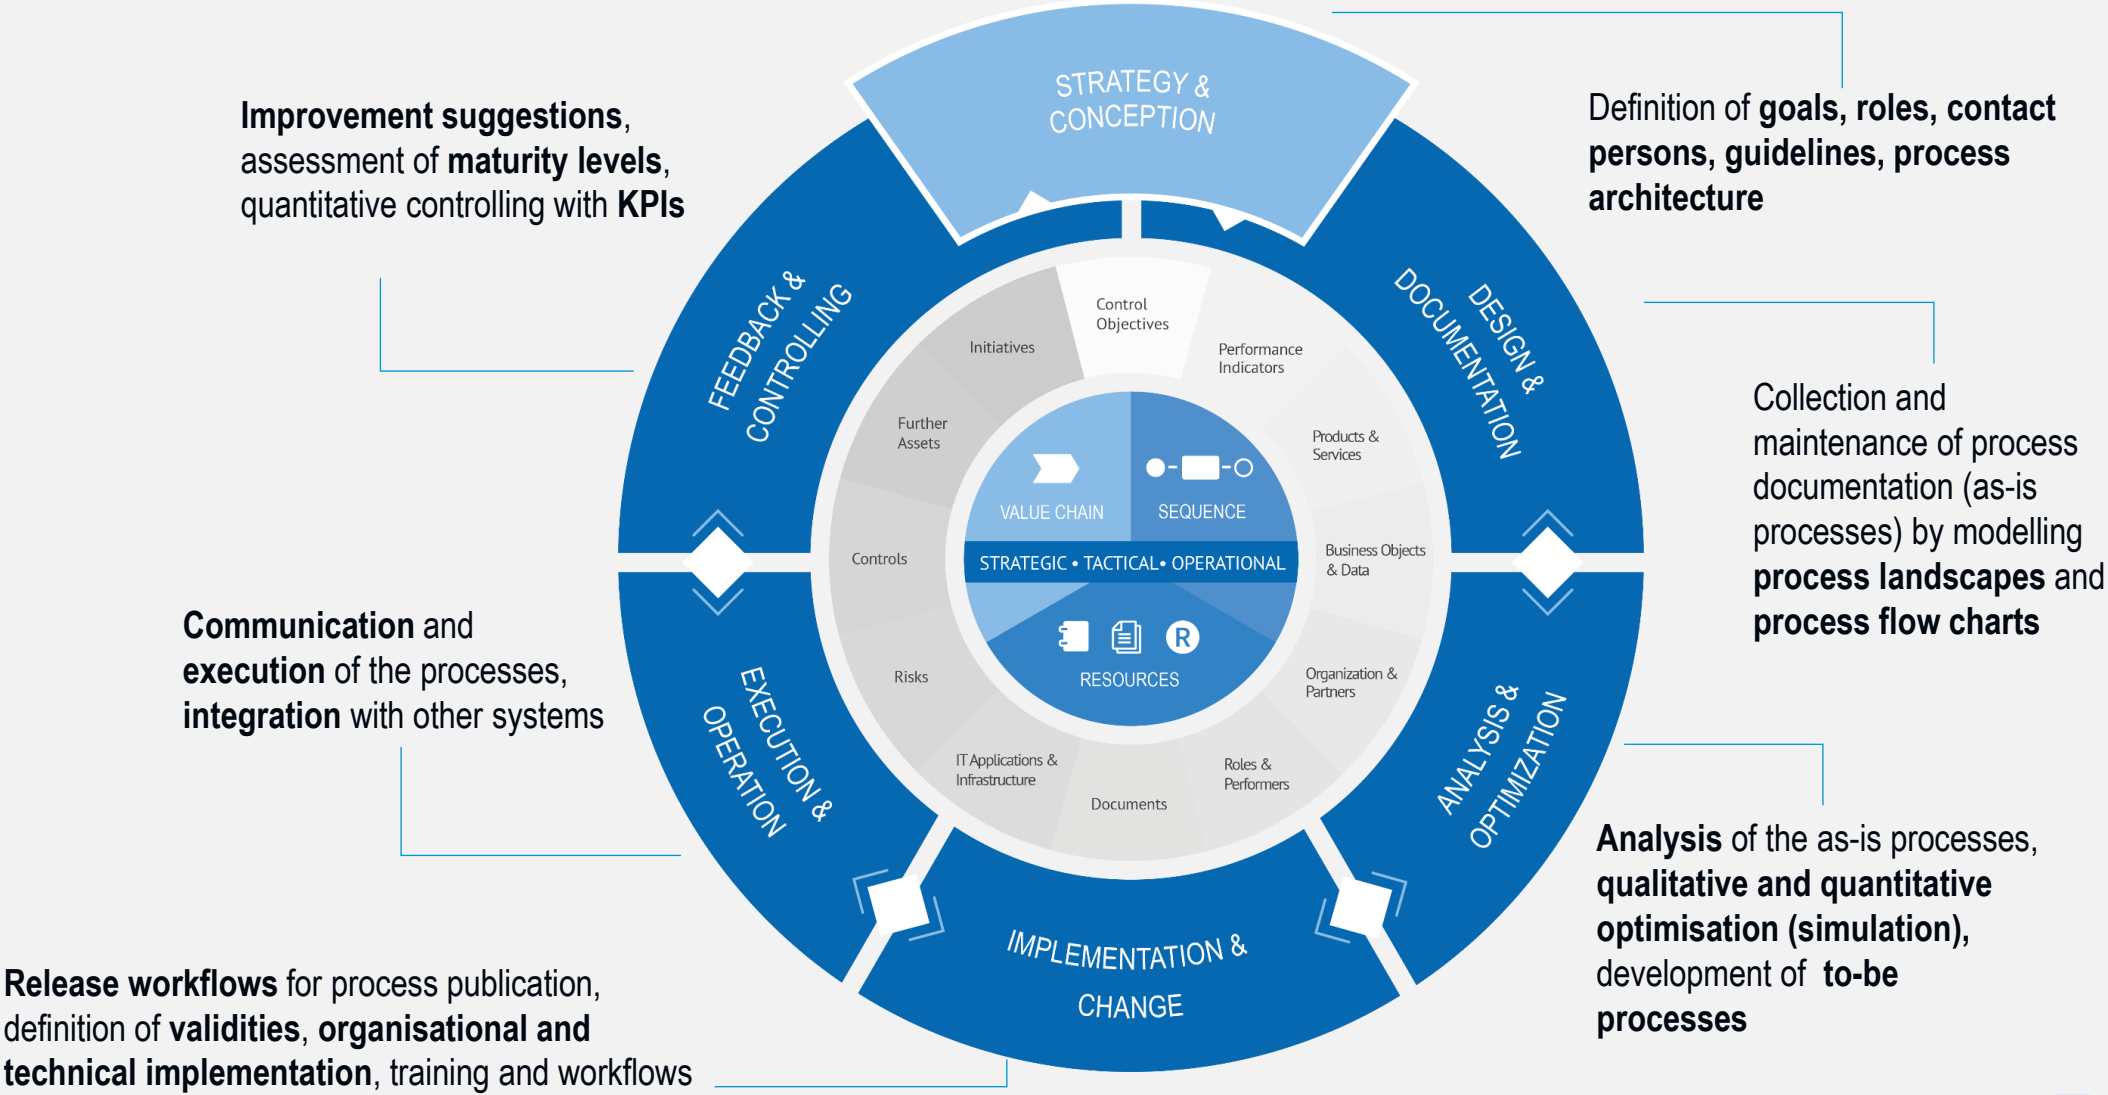 STRATEGY &
CONCEPTION
Definition of goals, roles, contact
persons, guidelines, process
architecture
Improvement suggestions,
assessment of maturity levels,
quantitative controlling with KPIs
FEEDBACK &
CONTROLLING
DESIGN &
DOCUMENTATION
Collection and
maintenance of process
documentation (as-is
processes) by modelling
process landscapes and
process flow charts
Control
Objectives
Performance
Indicators
Products &
Services
Business Objects
& Data
Organization &
Partners
Roles &
Performers
Documents
IT Applications &
Infrastructure
Risks
Controls
Further
Assets
Initiatives
VALUE CHAIN
SEQUENCE
STRATEGIC • TACTICAL• OPERATIONAL
R
RESOURCES
Communication and
execution of the processes,
integration with other systems
EXECUTION &
OPERATION
ANALYSIS &
OPTIMIZATION
Analysis of the as-is processes,
qualitative and quantitative
optimisation (simulation),
development of to-be
processes
IMPLEMENTATION &
CHANGE
Release workflows for process publication,
definition of validities, organisational and
technical implementation, training and workflows